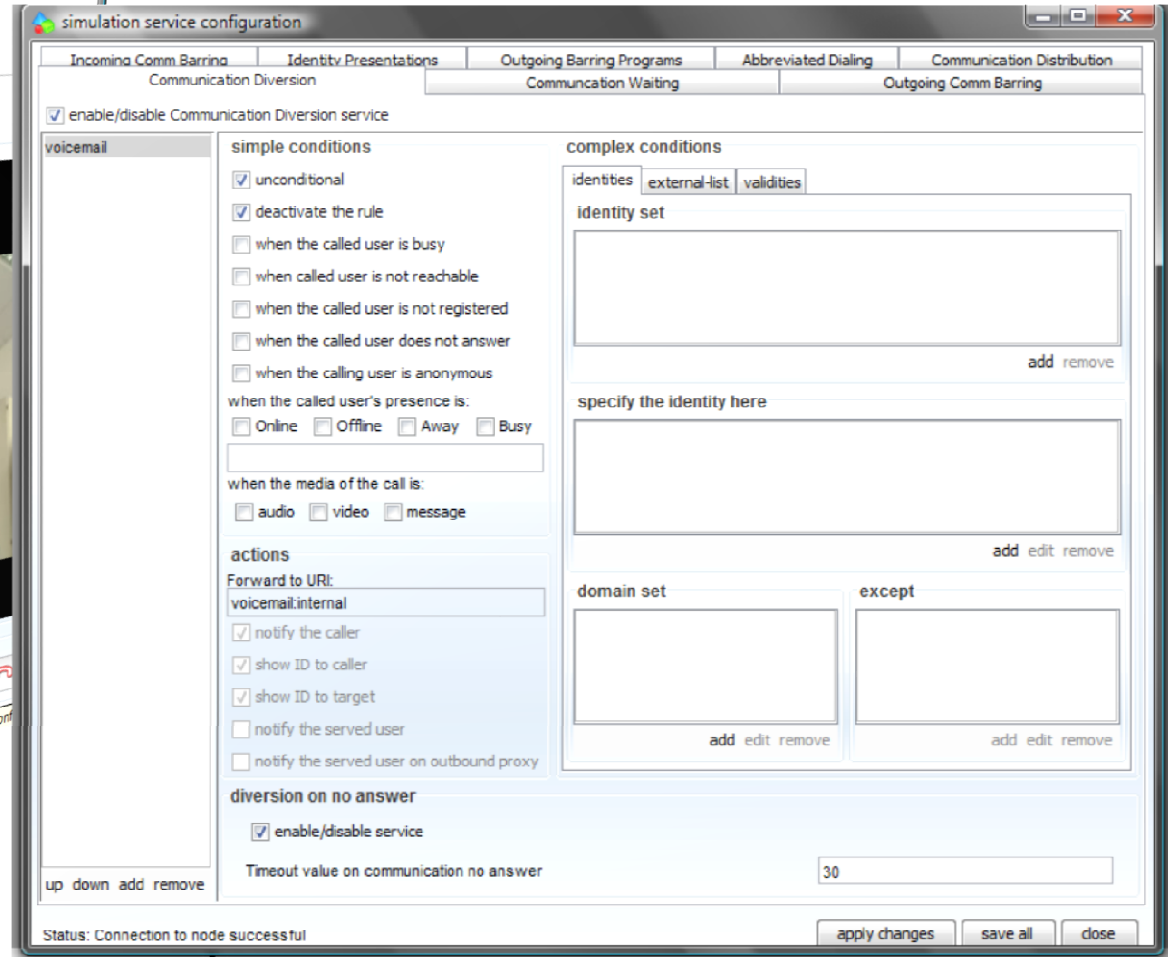 simulation service configuration
Incoming Comm Barring Identity Presentations Outgoing Barring Programs Abbreviated Dialing Communication Distribution
Communication Diversion Communcation Waiting Outgoing Comm Barring
enable/disable Communication Diversion service
voicemail
simple conditions
unconditional
deactivate the rule
when the called user is busy
when called user is not reachable
when the called user is not registered
when the called user does not answer
when the calling user is anonymous
when the called user's presence is:
Online Offline Away Busy
when the media of the call is:
audio video message
actions
Forward to URI:
voicemail:internal
notify the caller
show ID to caller
show ID to target
notify the served user
notify the served user on outbound proxy
complex conditions
identities external-list validities
identity set
add remove
specify the identity here
add edit remove
domain set except
add edit remove add edit remove
diversion on no answer
enable/disable service
Timeout value on communication no answer 30
up down add remove
Status: Connection to node successful apply changes save all close